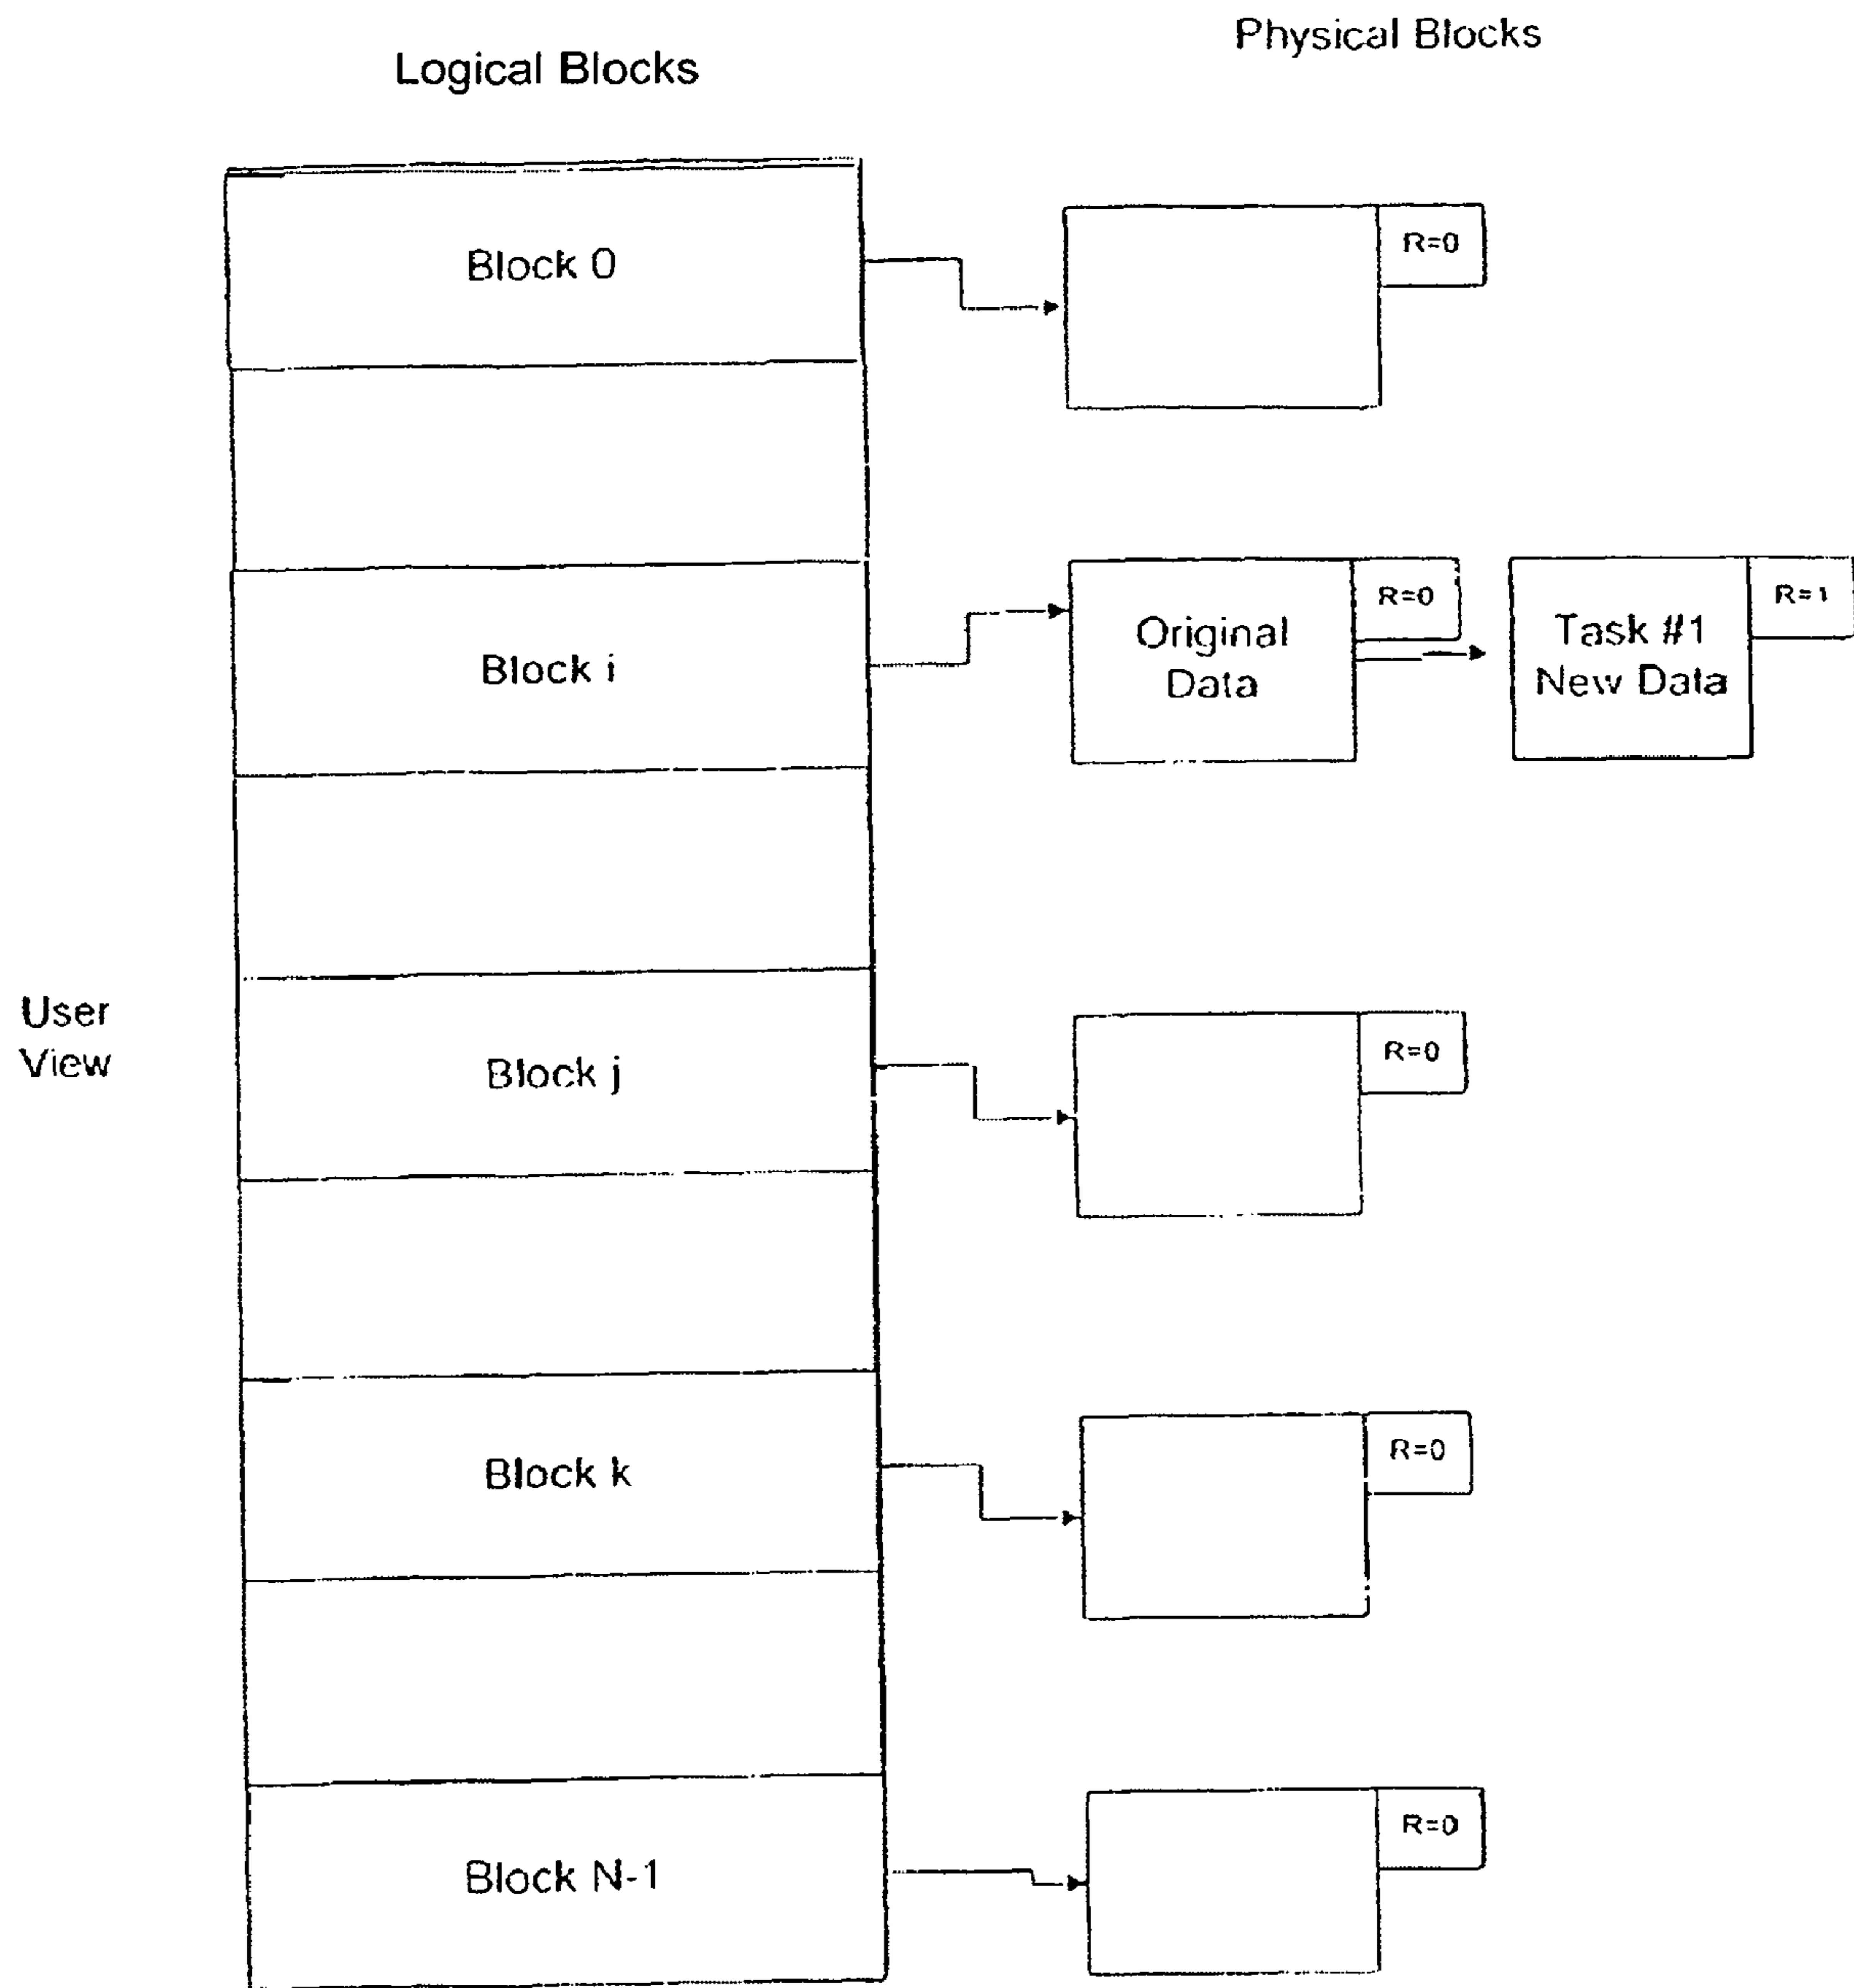 Physical Blocks
Logical Blocks
Block 0
R=0
Block i
Original
Data
R=0
Task #1
New Data
R=1
User
View
Block j
R=0
Block k
R=0
Block N-1
R=0